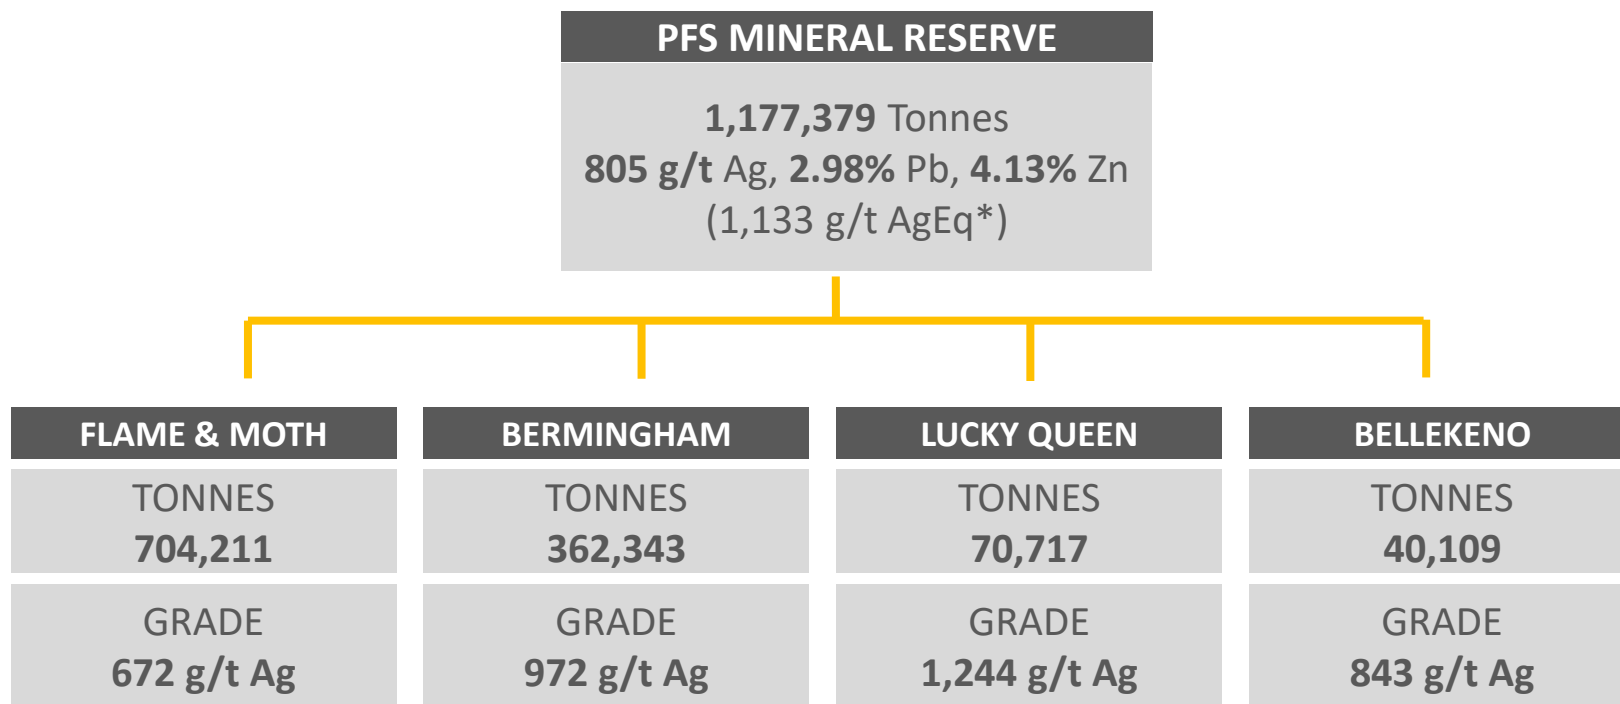 PFS MINERAL RESERVE
1,177,379 Tonnes
805 g/t Ag, 2.98% Pb, 4.13% Zn
(1,133 g/t AgEq*)
FLAME & MOTH
TONNES
704,211
GRADE
672 g/t Ag
BERMINGHAM
TONNES
362,343
GRADE
972 g/t Ag
LUCKY QUEEN
TONNES
70,717
GRADE
1,244 g/t Ag
BELLEKENO
TONNES
40,109
GRADE
843 g/t Ag